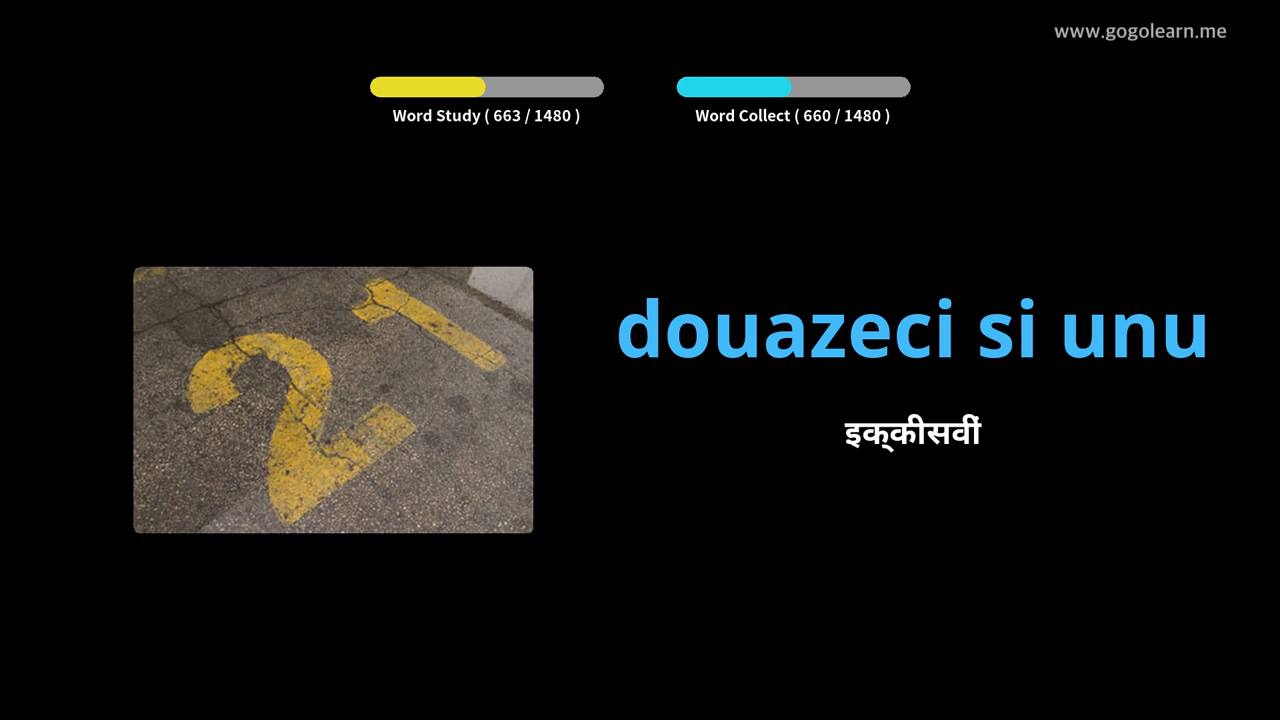 www.gogolearn.me
Word Study ( 663 / 1480 )
Word Collect ( 660 / 1480 )
21
douazeci si unu
इक्कीसवीं